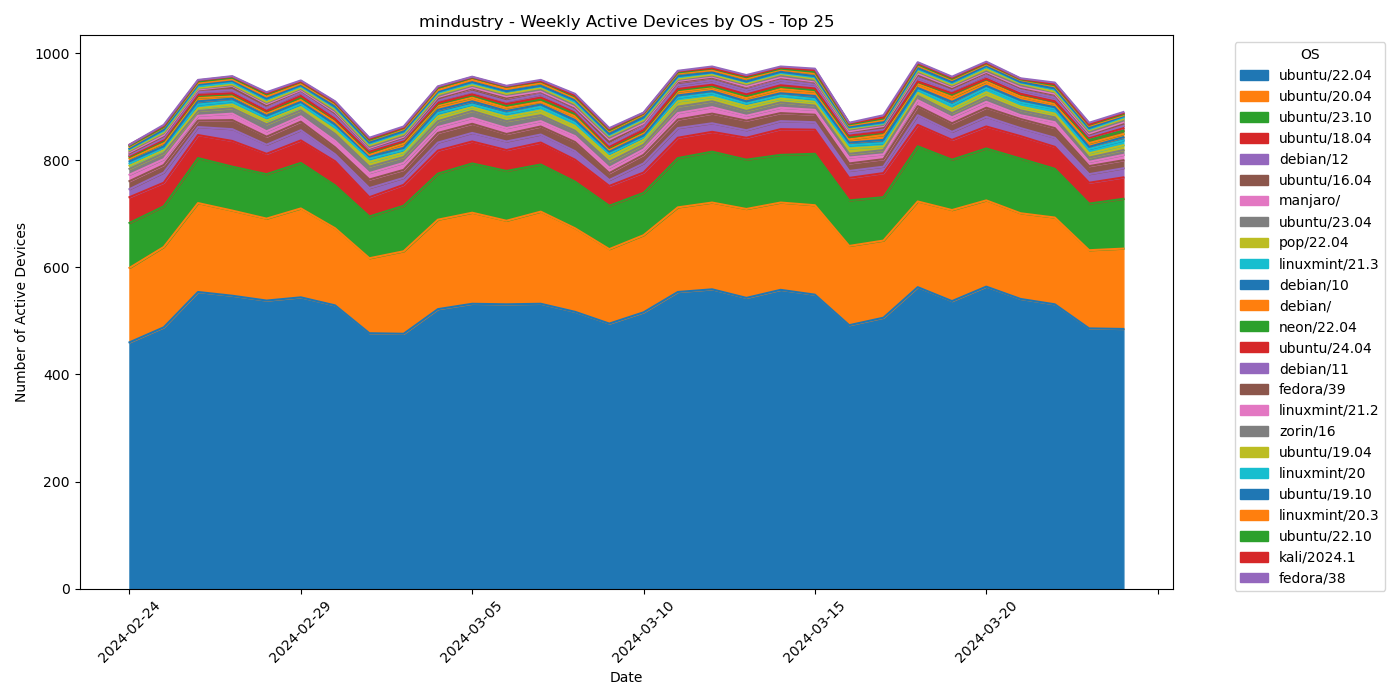 mindustry - Weekly Active Devices by OS - Top 25
Number of Active Devices
1000
800
600
400
200
0
2024-02-24
2024-02-29
2024-03-05
2024-03-10
2024-03-15
2024-03-20
Date
OS
ubuntu/22.04
ubuntu/20.04
ubuntu/23.10
ubuntu/18.04
debian/12
ubuntu/16.04
manjaro/
ubuntu/23.04
pop/22.04
linuxmint/21.3
debian/10
debian/
neon/22.04
ubuntu/24.04
debian/11
fedora/39
linuxmint/21.2
zorin/16
ubuntu/19.04
linuxmint/20
ubuntu/19.10
linuxmint/20.3
ubuntu/22.10
kali/2024.1
fedora/38